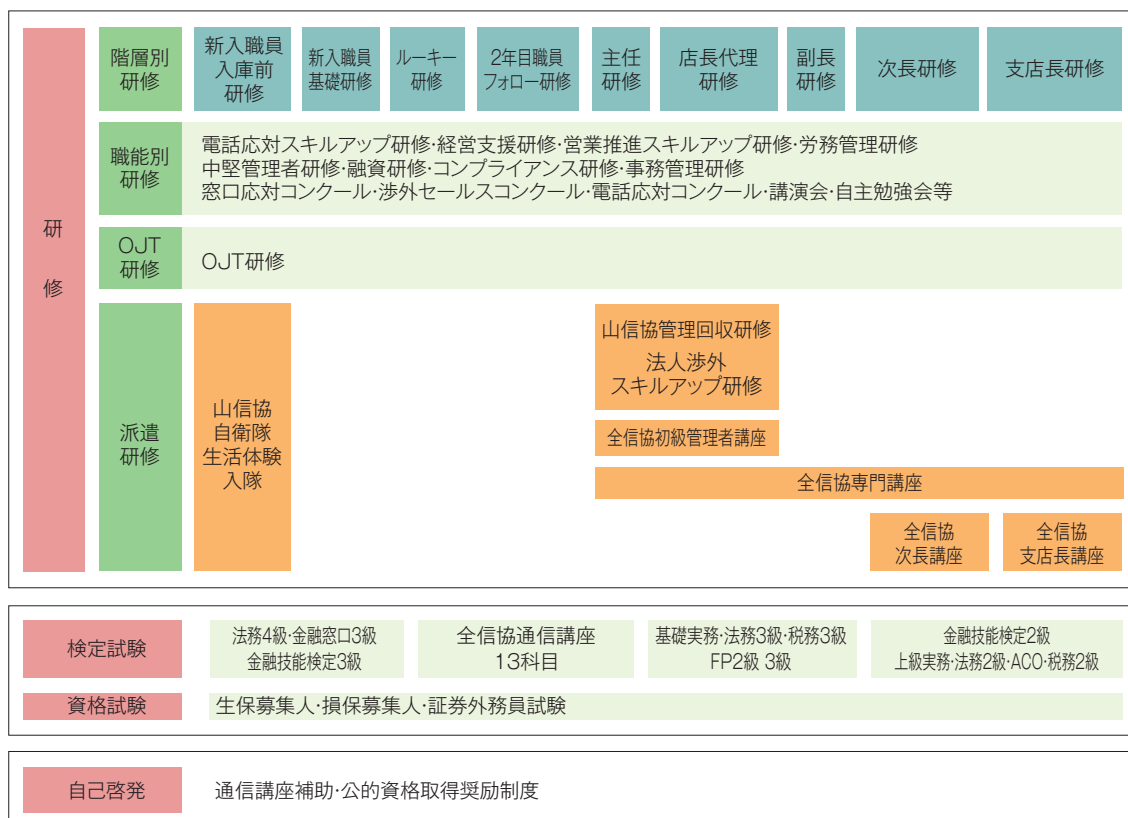 研修
階層別
研修
新入職員
入庫前
研修
新入職員
基礎研修
ルーキー
研修
2年目職員
フォロー研修
主任
研修
店長代理
研修
副長
研修
次長研修
支店長研修
職能別
研修
電話応対スキルアップ研修・経営支援研修・営業推進スキルアップ研修・労務管理研修
中堅管理者研修・融資研修・コンプライアンス研修・事務管理研修
窓口応対コンクール・渉外セールスコンクール・電話応対コンクール・講演会・自主勉強会等
OJT
研修
OJT研修
派遣
研修
山信協
自衛隊
生活体験
入隊
山信協管理回収研修
法人渉外
スキルアップ研修
全信協初級管理者講座
全信協専門講座
全信協
次長講座
全信協
支店長講座
検定試験
法務4級・金融窓口3級
金融技能検定3級
全信協通信講座
13科目
基礎実務・法務3級・税務3級
FP2級 3級
金融技能検定2級
上級実務・法務2級・ACO・税務2級
資格試験
生保募集人・損保募集人・証券外務員試験
自己啓発
通信講座補助・公的資格取得奨励制度